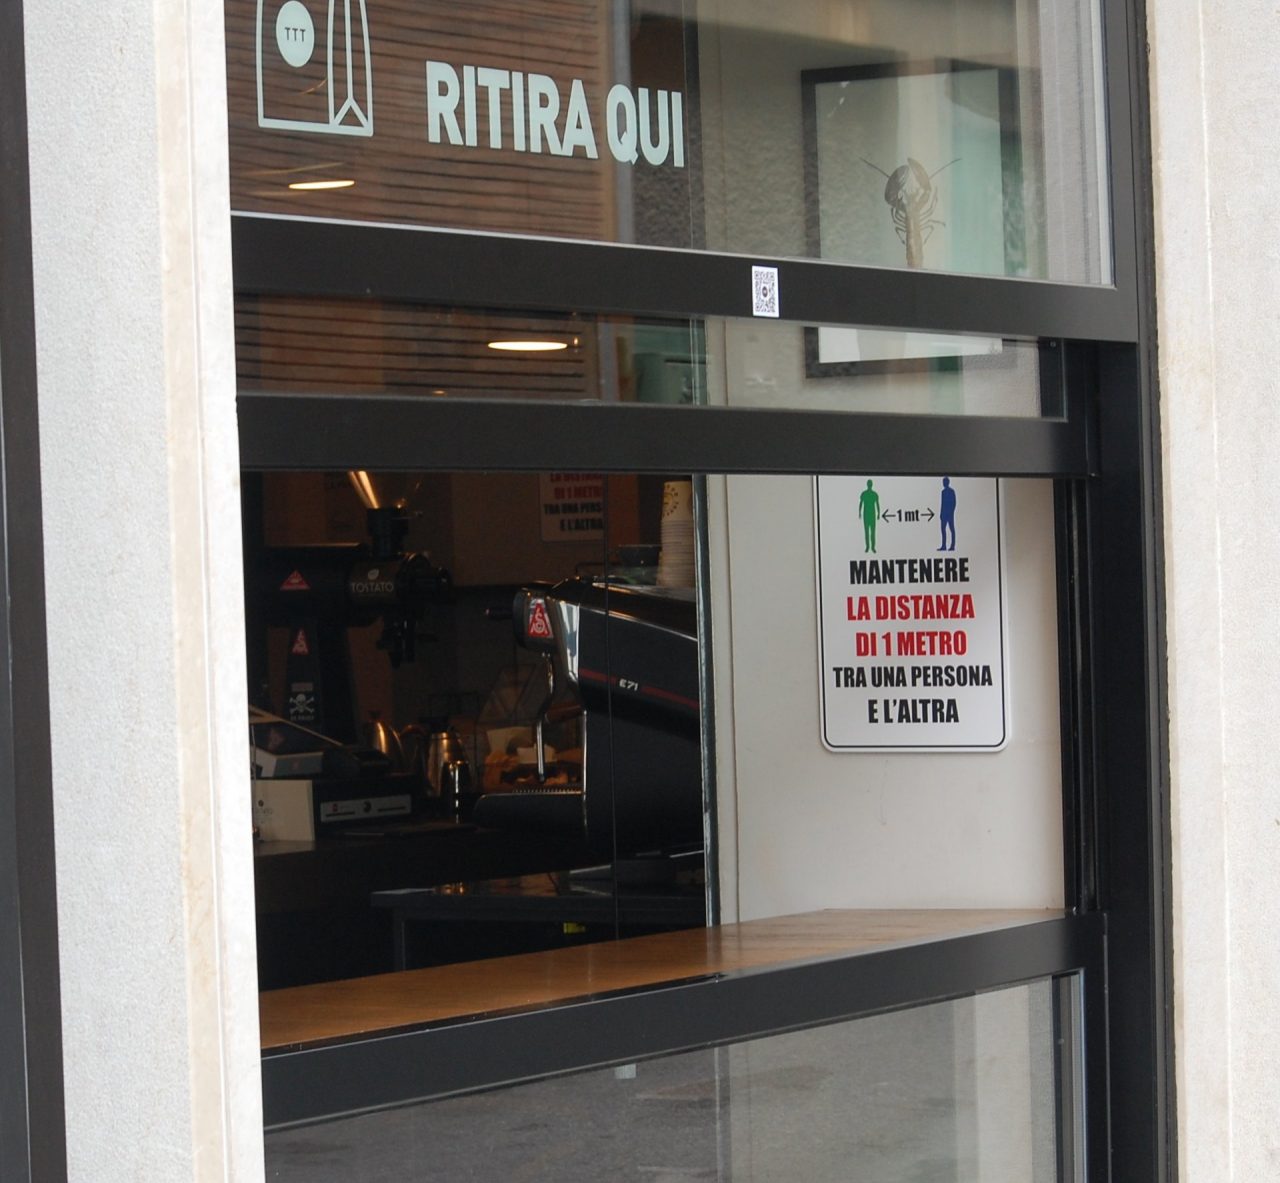 TTT
RITIRA QUI
LA DISTANZA
DI 1 METRO
TRA UNA PERS
E L'ALTRA
←1 mt→
MANTENERE
LA DISTANZA
DI 1 METRO
TRA UNA PERSONA
E L'ALTRA
TOSTATO
E71